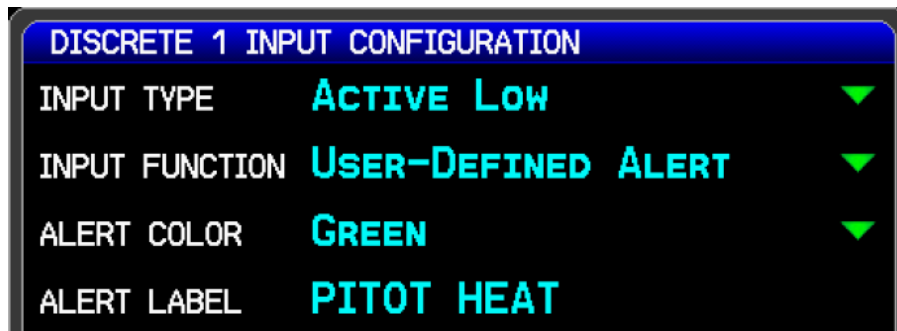 DISCRETE 1 INPUT CONFIGURATION
INPUT TYPE ACTIVE LOW
INPUT FUNCTION USER-DEFINED ALERT
ALERT COLOR GREEN
ALERT LABEL PITOT HEAT